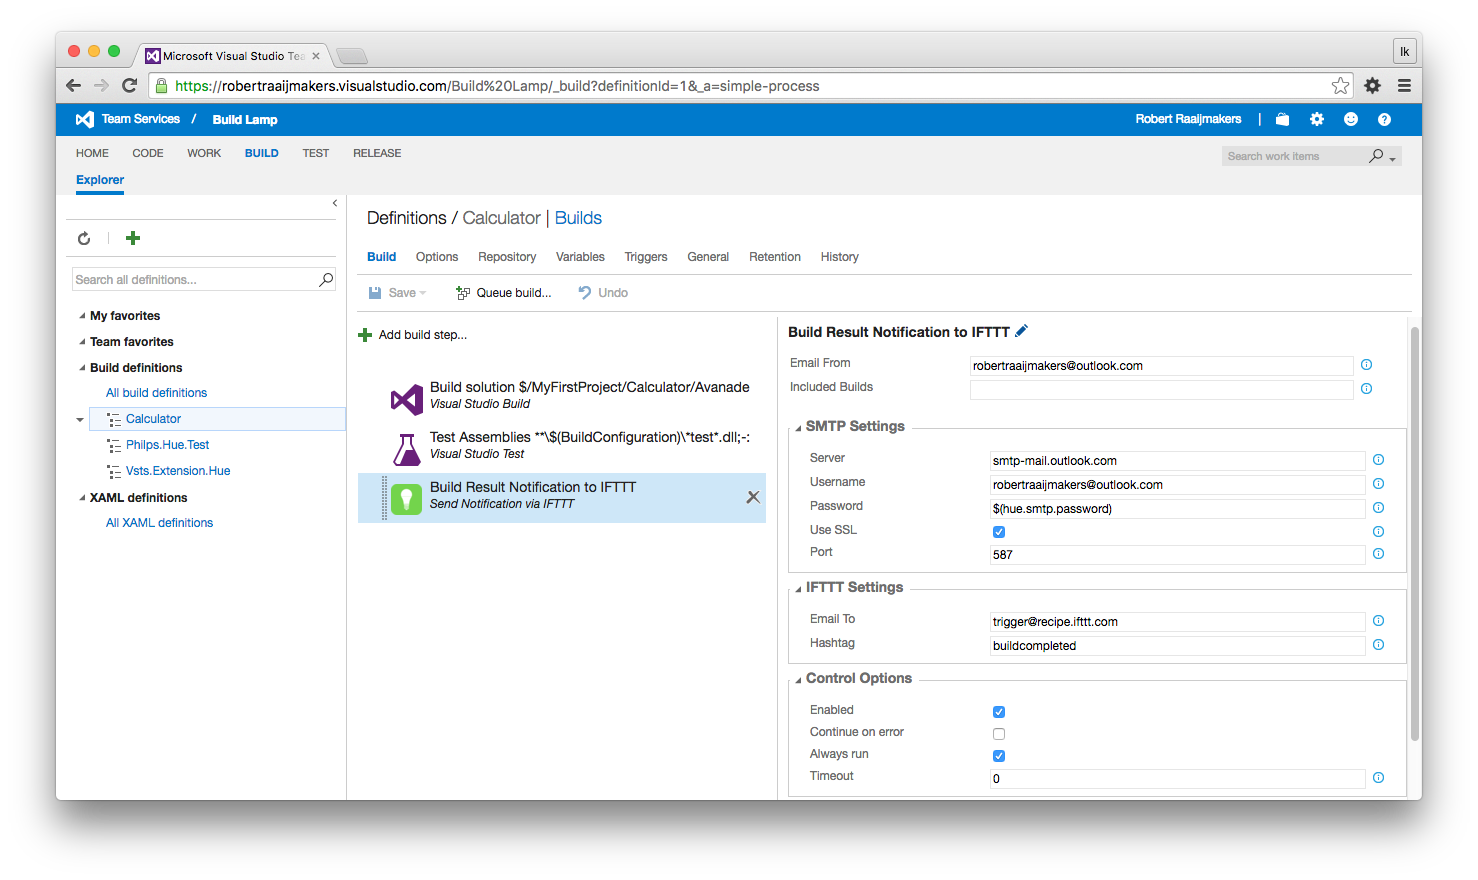 Microsoft Visual Studio Tea
lk
https://robertraaijmakers.visualstudio.com/Build%20Lamp/_build?definitionId=1&_a=simple-process
Team Services / Build Lamp
Robert Raaijmakers |
HOME CODE WORK BUILD TEST RELEASE
Search work items
Explorer
Search all definitions...
My favorites
Team favorites
Build definitions
All build definitions
Calculator
Philps.Hue.Test
Vsts.Extension.Hue
XAML definitions
All XAML definitions
Definitions / Calculator | Builds
Build Options Repository Variables Triggers General Retention History
Save Queue build... Undo
Add build step...
Build solution $/MyFirstProject/Calculator/Avanade
Visual Studio Build
Test Assemblies **\$(BuildConfiguration)\*test*.dll;-:
Visual Studio Test
Build Result Notification to IFTTT
Send Notification via IFTTT
Build Result Notification to IFTTT
Email From robertraaijmakers@outlook.com
Included Builds
SMTP Settings
Server smtp-mail.outlook.com
Username robertraaijmakers@outlook.com
Password $(hue.smtp.password)
Use SSL
Port 587
IFTTT Settings
Email To trigger@recipe.ifttt.com
Hashtag buildcompleted
Control Options
Enabled
Continue on error
Always run
Timeout 0